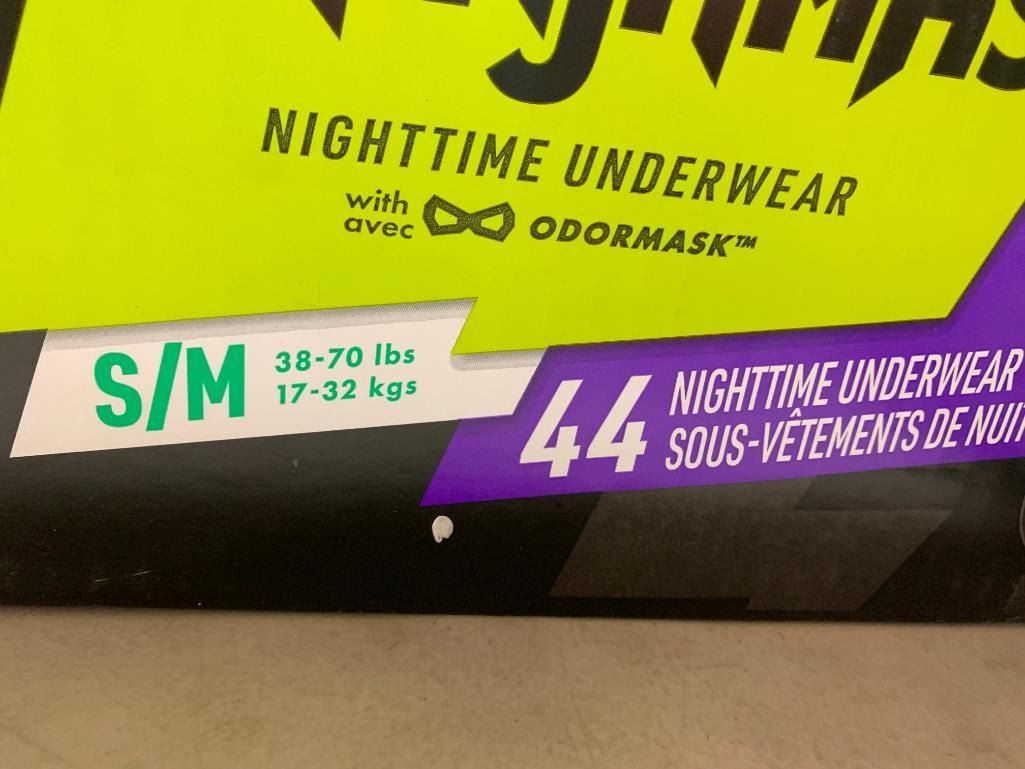 NIGHTTIME UNDERWEAR
with
avec
ODORMASK™
S/M
38-70 lbs
17-32 kgs
44
NIGHTTIME UNDERWEAR
SOUS-VÊTEMENTS DE NUIT